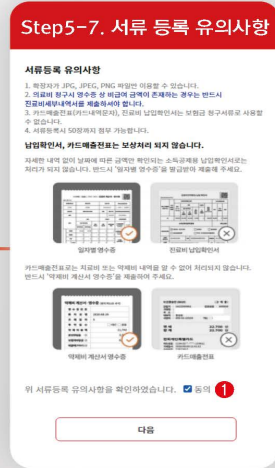 Step5-7. 서류 등록 유의사항
서류등록 유의사항
1. 확장자가 JPG, JPEG, PNG 파일만 이용할 수 있습니다.
2. 의료비 청구시 영수증 상 비급여 금액이 존재하는 경우는 반드시
진료비세부내역서를 제출하셔야 합니다.
3. 카드매출전표(카드내역문자), 진료비 납입확인서는 보험금 청구서류로 사용할
수 없습니다.
4. 서류등록시 50장까지 첨부 가능합니다.
납입확인서, 카드매출전표는 보상처리 되지 않습니다.
자세한 내역 없이 날짜에 따른 금액만 확인되는 소득공제용 납입확인서로는
처리가 되지 않습니다. 반드시 '일자별 영수증'을 발급받아 제출해 주세요.
일자별 영수증
진료비 납입확인서
카드매출전표로는 치료비 또는 약제비 내역을 알 수 없어 처리되지 않습니다.
반드시 '약제비 계산서 영수증'을 제출하여 주세요.
약제비 계산서 영수증
카드매출전표
위 서류등록 유의사항을 확인하였습니다. 동의 1
다음